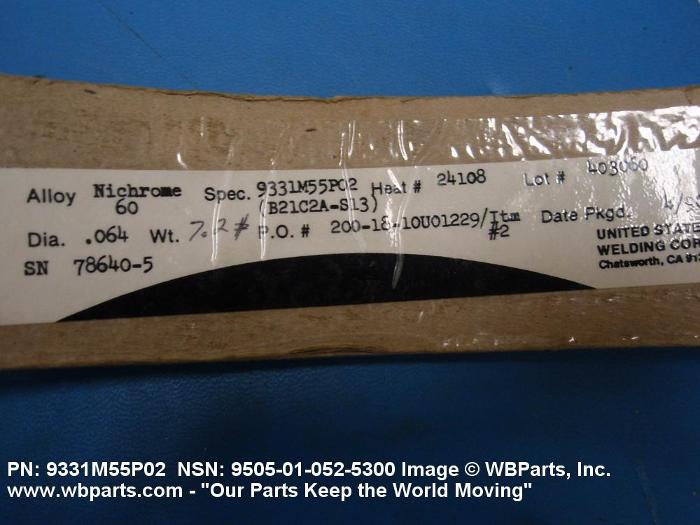 Alloy Nichrome 60 Spec. 9331M55P02 Heat # 24108 Lot # 403060
(B21C2A-S13)
Dia. .064 Wt. 7.2# P.O. # 200-18-10U01229/Itm #2 Date Pkgd.
SN 78640-5
UNITED STATE
WELDING COR
Chatsworth, CA
PN: 9331M55P02 NSN: 9505-01-052-5300 Image © WBParts, Inc.
www.wbparts.com - "Our Parts Keep the World Moving"